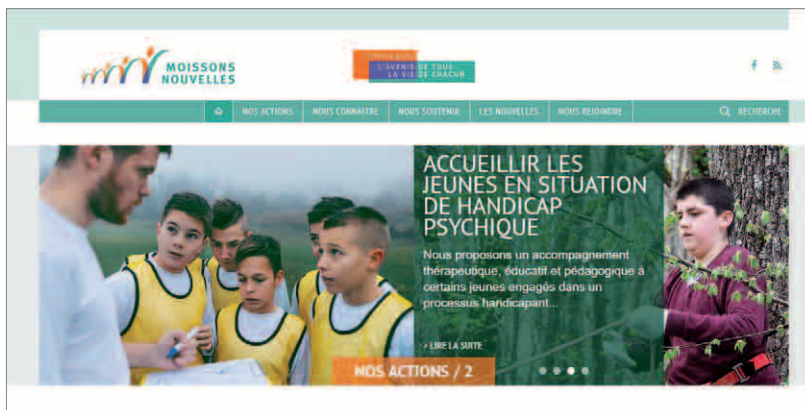 MOISSONS
NOUVELLES
L'AVENIR DE TOUS
LA VIE DE CHACUN
NOS ACTIONS
NOUS CONNAITRE
NOUS SOUTENIR
LES NOUVELLES
NOUS REJOINDRE
RECHERCHE
ACCUEILLIR LES
JEUNES EN SITUATION
DE HANDICAP
PSYCHIQUE
Nous proposons un accompagnement
thérapeutique, éducatif et pédagogique à
certains jeunes engagés dans un
processus handicapant...
> LIRE LA SUITE
NOS ACTIONS / 2